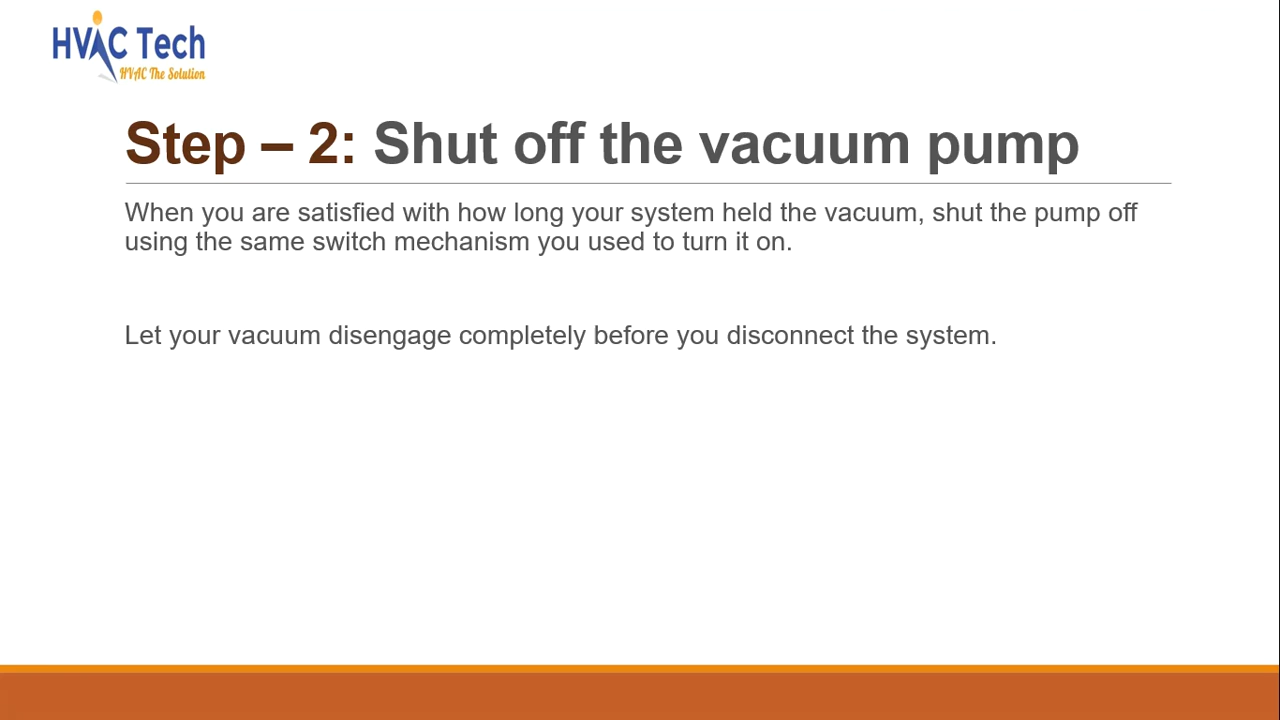 HVAC Tech
HVAC The Solution
Step – 2: Shut off the vacuum pump
When you are satisfied with how long your system held the vacuum, shut the pump off
using the same switch mechanism you used to turn it on.
Let your vacuum disengage completely before you disconnect the system.